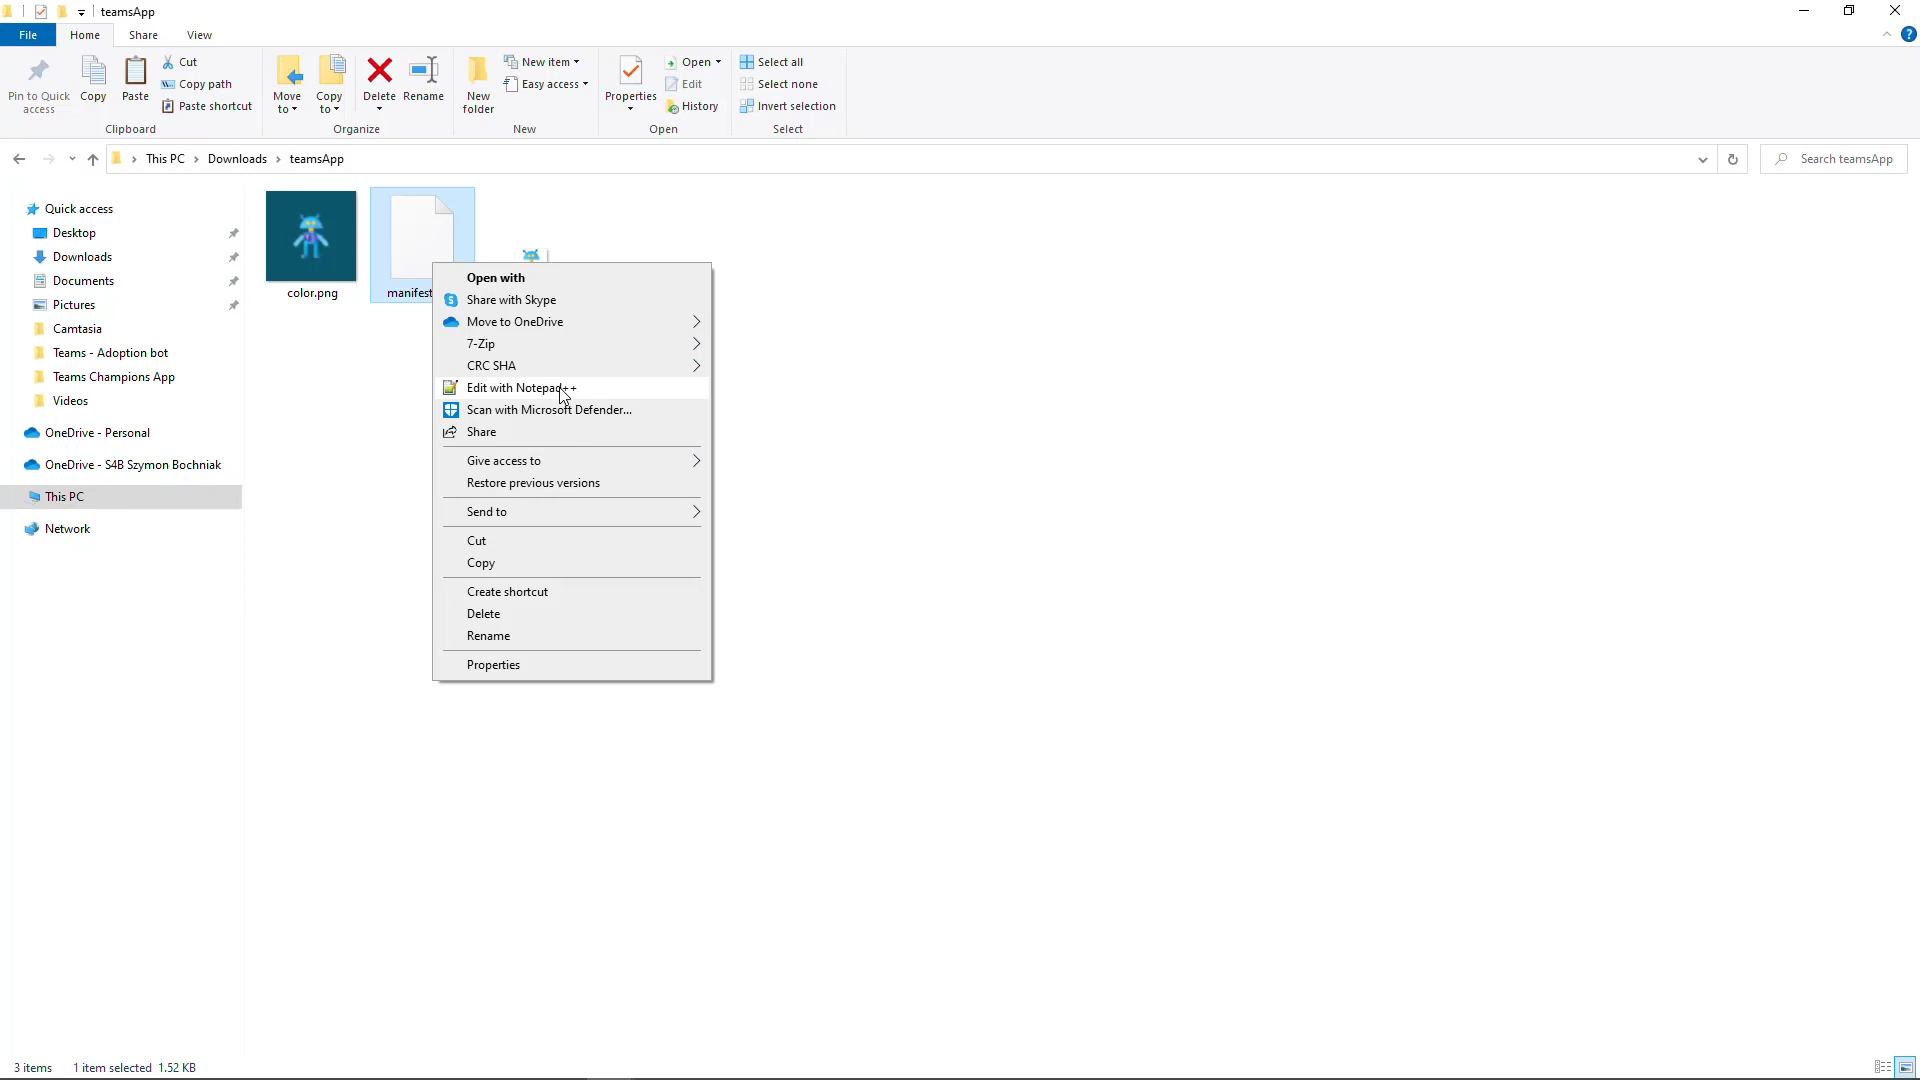 teamsApp
File Home Share View
Pin to Quick access
Copy
Paste
Cut
Copy path
Paste shortcut
Clipboard
Move to
Copy to
Delete
Rename
Organize
New folder
New item
Easy access
New
Properties
Open
Edit
History
Open
Select all
Select none
Invert selection
Select
This PC > Downloads > teamsApp
Search teamsApp
Quick access
Desktop
Downloads
Documents
Pictures
Camtasia
Teams - Adoption bot
Teams Champions App
Videos
OneDrive - Personal
OneDrive - S4B Szymon Bochniak
This PC
Network
color.png
manifest
Open with
Share with Skype
Move to OneDrive
7-Zip
CRC SHA
Edit with Notepad++
Scan with Microsoft Defender...
Share
Give access to
Restore previous versions
Send to
Cut
Copy
Create shortcut
Delete
Rename
Properties
3 items 1 item selected 1.52 KB